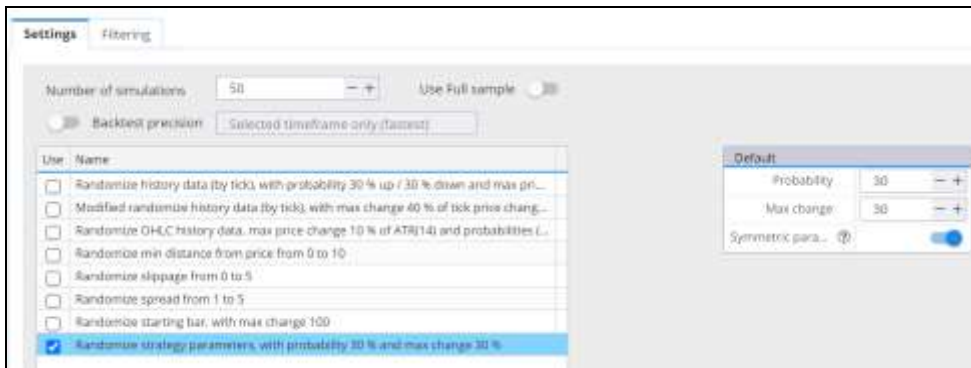 Settings Filtering
Number of simulations 50 − + Use Full sample
Backtest precision Selected timeframe only (fastest)
Use Name
Randomize history data (by tick), with probability 30 % up / 30 % down and max pri...
Modified randomize history data (by tick), with max change 40 % of tick price chang...
Randomize OHLC history data, max price change 10 % of ATR(14) and probabilities (...
Randomize min distance from price from 0 to 10
Randomize slippage from 0 to 5
Randomize spread from 1 to 5
Randomize starting bar, with max change 100
Randomize strategy parameters, with probability 30 % and max change 30 %
Default
Probability 30 − +
Max change 30 − +
Symmetric para... ?